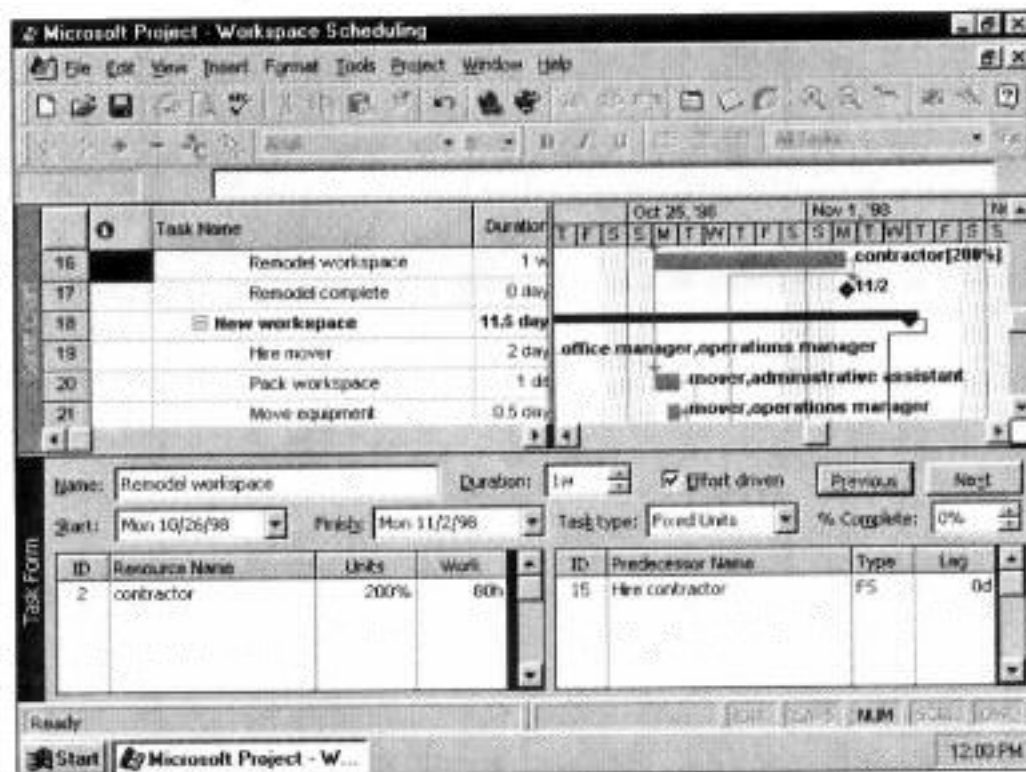 Microsoft Project - Workspace Scheduling
File Edit View Insert Format Tools Project Window Help
Arial 8 B I U All Tasks
Task Name Duration Oct 25, '98 Nov 1, '98
T F S S M T W T F S S M T W T F S S
16 Remodel workspace 1 w contractor[200%]
17 Remodel complete 0 day 11/2
18 New workspace 11.5 day
19 Hire mover 2 day office manager,operations manager
20 Pack workspace 1 da mover,administrative assistant
21 Move equipment 0.5 day mover,operations manager
Name: Remodel workspace Duration: 1w Effort driven Previous Next
Start: Mon 10/26/98 Finish: Mon 11/2/98 Task type: Fixed Units % Complete: 0%
Task Form
ID Resource Name Units Work ID Predecessor Name Type Lag
2 contractor 200% 80h 15 Hire contractor FS 0d
Ready NUM
Start Microsoft Project - W... 12:00 PM